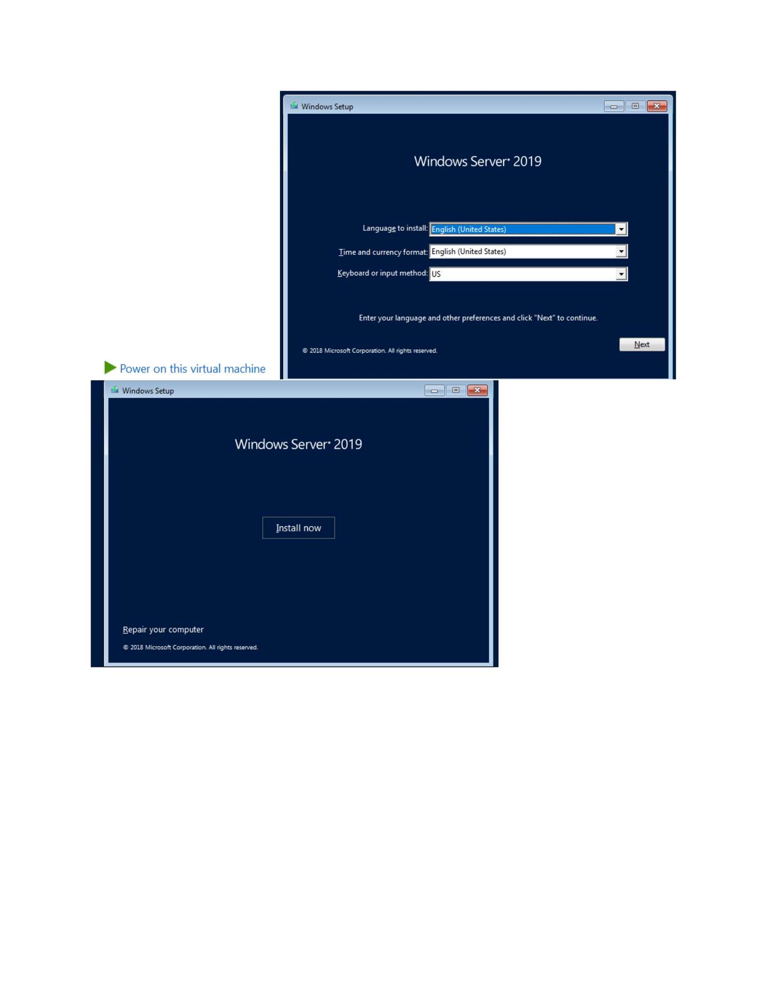 Windows Setup
Windows Server 2019
Language to install: English (United States)
Time and currency format: English (United States)
Keyboard or input method: US
Enter your language and other preferences and click "Next" to continue.
Next
© 2018 Microsoft Corporation. All rights reserved.
Power on this virtual machine
Windows Setup
Windows Server 2019
Install now
Repair your computer
© 2018 Microsoft Corporation. All rights reserved.